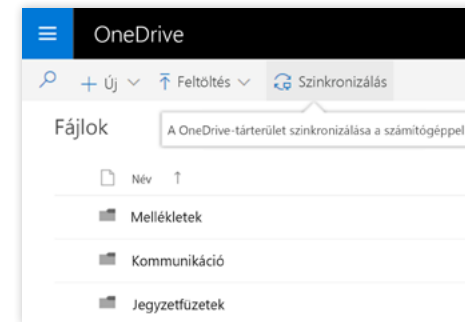 OneDrive
Új Feltöltés Szinkronizálás
Fájlok
A OneDrive-tárterület szinkronizálása a számítógéppel
Név
Mellékletek
Kommunikáció
Jegyzetfüzetek